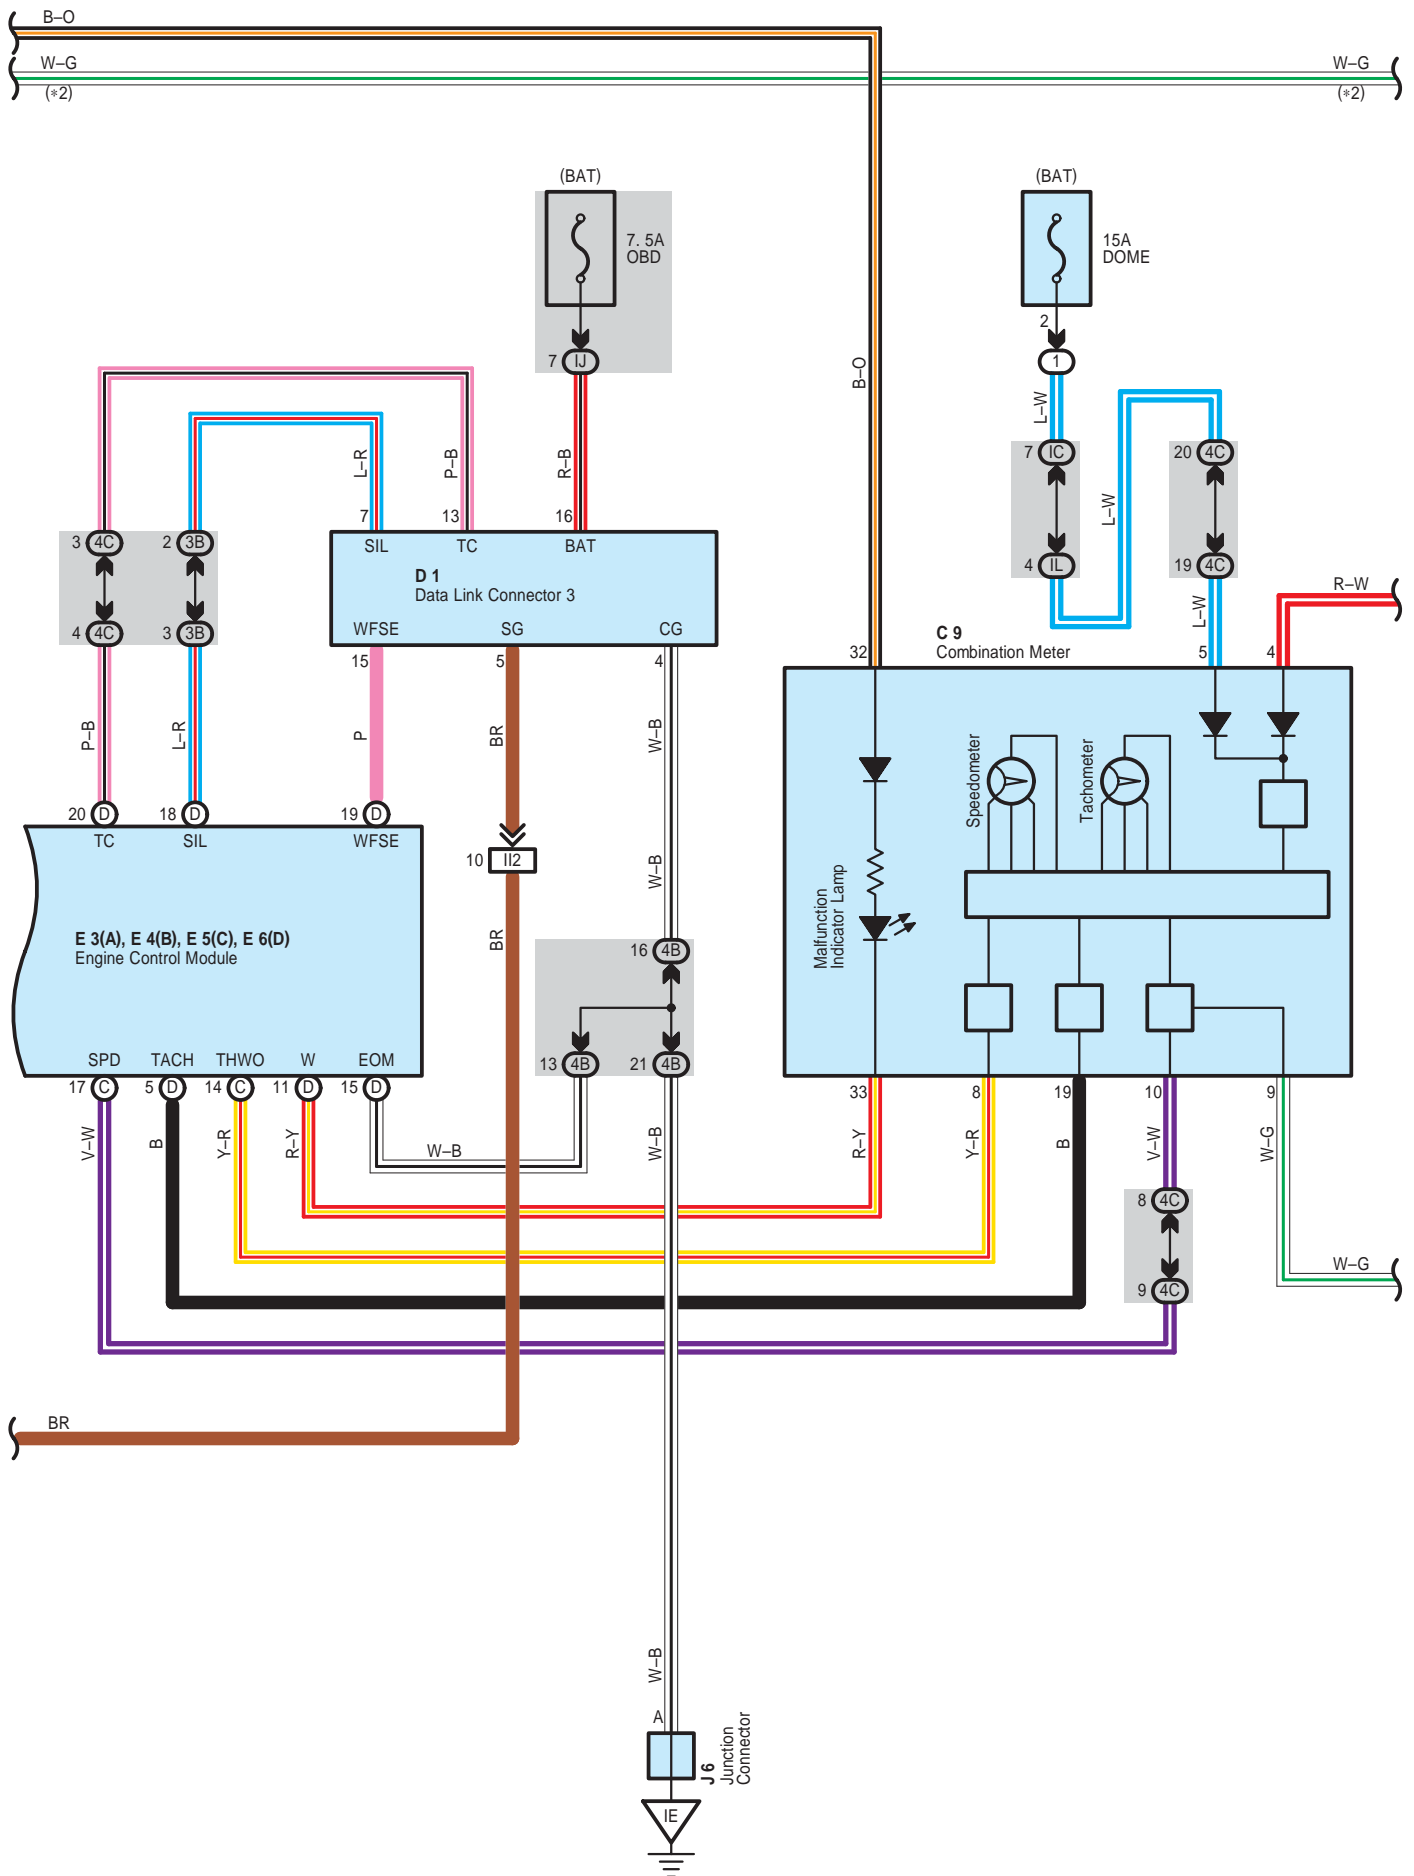 B–O
W–G
W–G
(*2)
(*2)
(BAT)
(BAT)
7. 5A
OBD
15A
DOME
2
1
7 IJ
B–O
L–W
L–R
P–B
R–B
7 IC
20 4C
L–W
7
13
16
3 4C
2 3B
SIL
TC
BAT
D 1
Data Link Connector 3
4 IL
19 4C
R–W
4 4C
3 3B
WFSE
SG
CG
L–W
C 9
Combination Meter
15
5
4
32
5
4
P–B
L–R
P
BR
W–B
Speedometer
Tachometer
20 D
18 D
19 D
TC
SIL
WFSE
10 II2
W–B
Malfunction
Indicator Lamp
E 3(A), E 4(B), E 5(C), E 6(D)
Engine Control Module
BR
16 4B
SPD
TACH
THWO
W
EOM
13 4B
21 4B
17 C
5 D
14 C
11 D
15 D
33
8
19
10
9
V–W
B
Y–R
R–Y
W–B
W–B
R–Y
Y–R
B
V–W
W–G
8 4C
W–G
9 4C
BR
W–B
A
J 6
Junction
Connector
IE